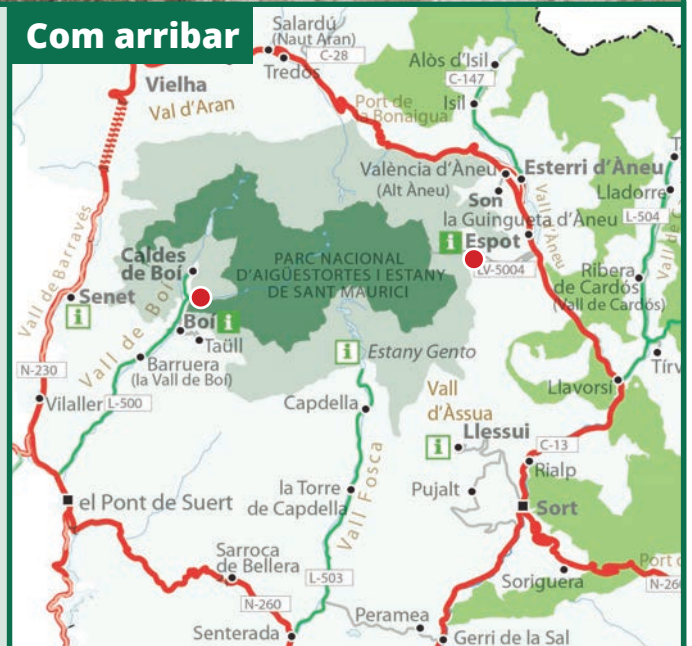 Com arribar
Salardú
(Naut Aran)
Tredòs
C-28
Alòs d'Isil
C-147
Isil
Vielha
Val d'Aran
Port de
la Bonaigua
València d'Àneu
(Alt Àneu)
Esterri d'Àneu
Son
la Guingueta d'Àneu
Vall d'Àneu
Lladorre
L-504
i Espot
LV-5004
Ribera
de Cardós
(Vall de Cardós)
Caldes
de Boí
PARC NACIONAL
D'AIGÜESTORTES I ESTANY
DE SANT MAURICI
Vall de Barravés
Senet
i
Vall de Boí
Boí i
Taüll
Barruera
(la Vall de Boí)
i Estany Gento
N-230
Vilaller
L-500
Capdella
Vall
d'Àssua
Llessui
i
Llavorsí
C-13
Rialp
el Pont de Suert
la Torre
de Capdella
Vall Fosca
Pujalt
Sort
Sarroca
de Bellera
L-503
N-260
Senterada
Peramea
Gerri de la Sal
Soriguera